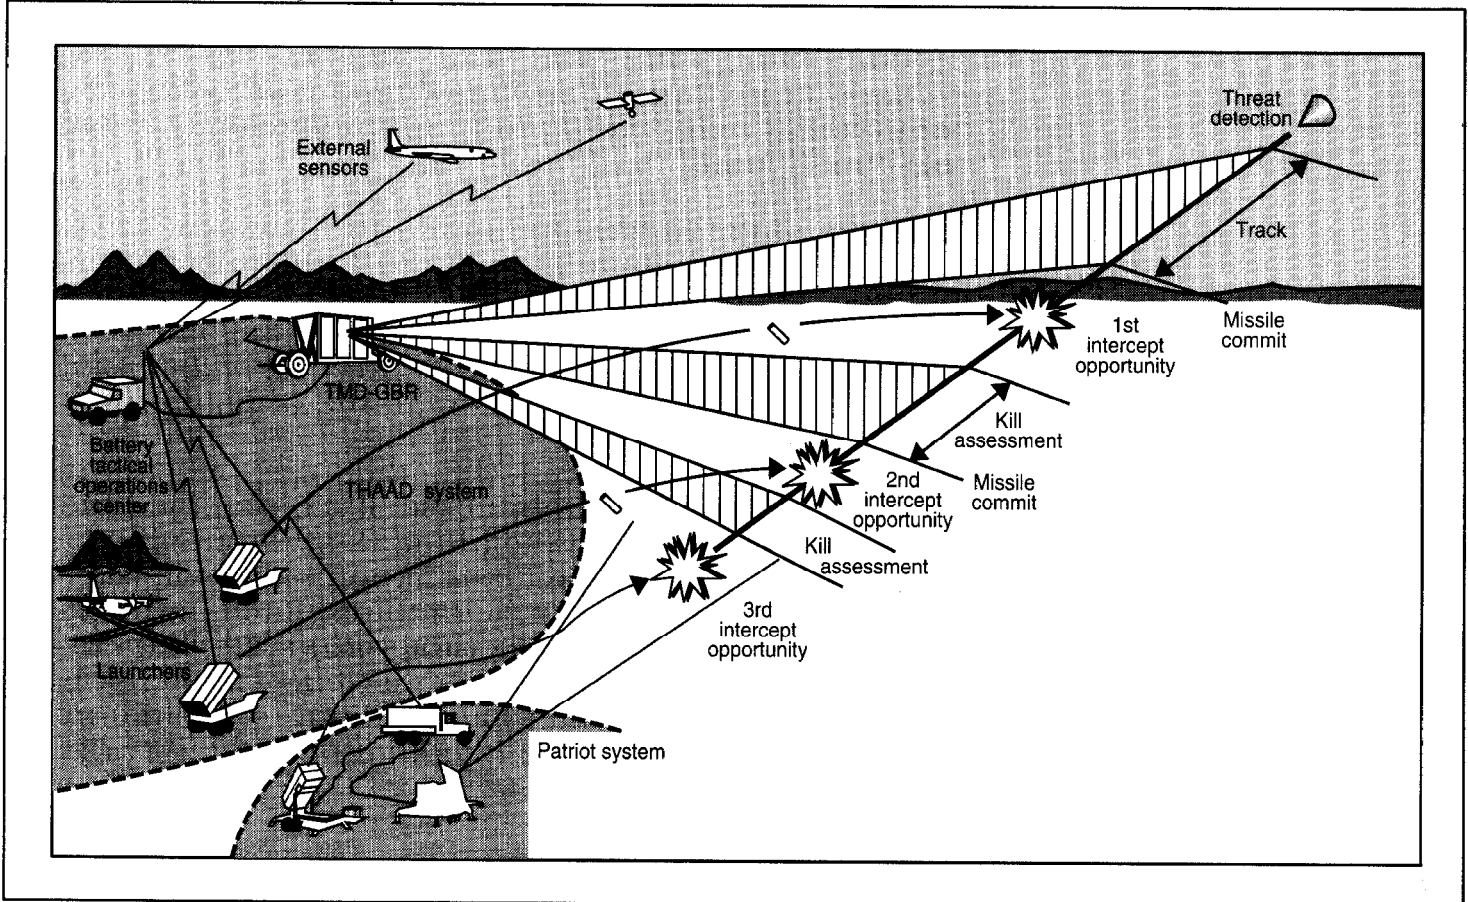 Threat
detection
External
sensors
Track
Missile
commit
1st
intercept
opportunity
TMD-GBR
Kill
assessment
Battery
tactical
operations
center
THAAD system
2nd
intercept
opportunity
Missile
commit
Kill
assessment
3rd
intercept
opportunity
Launchers
Patriot system